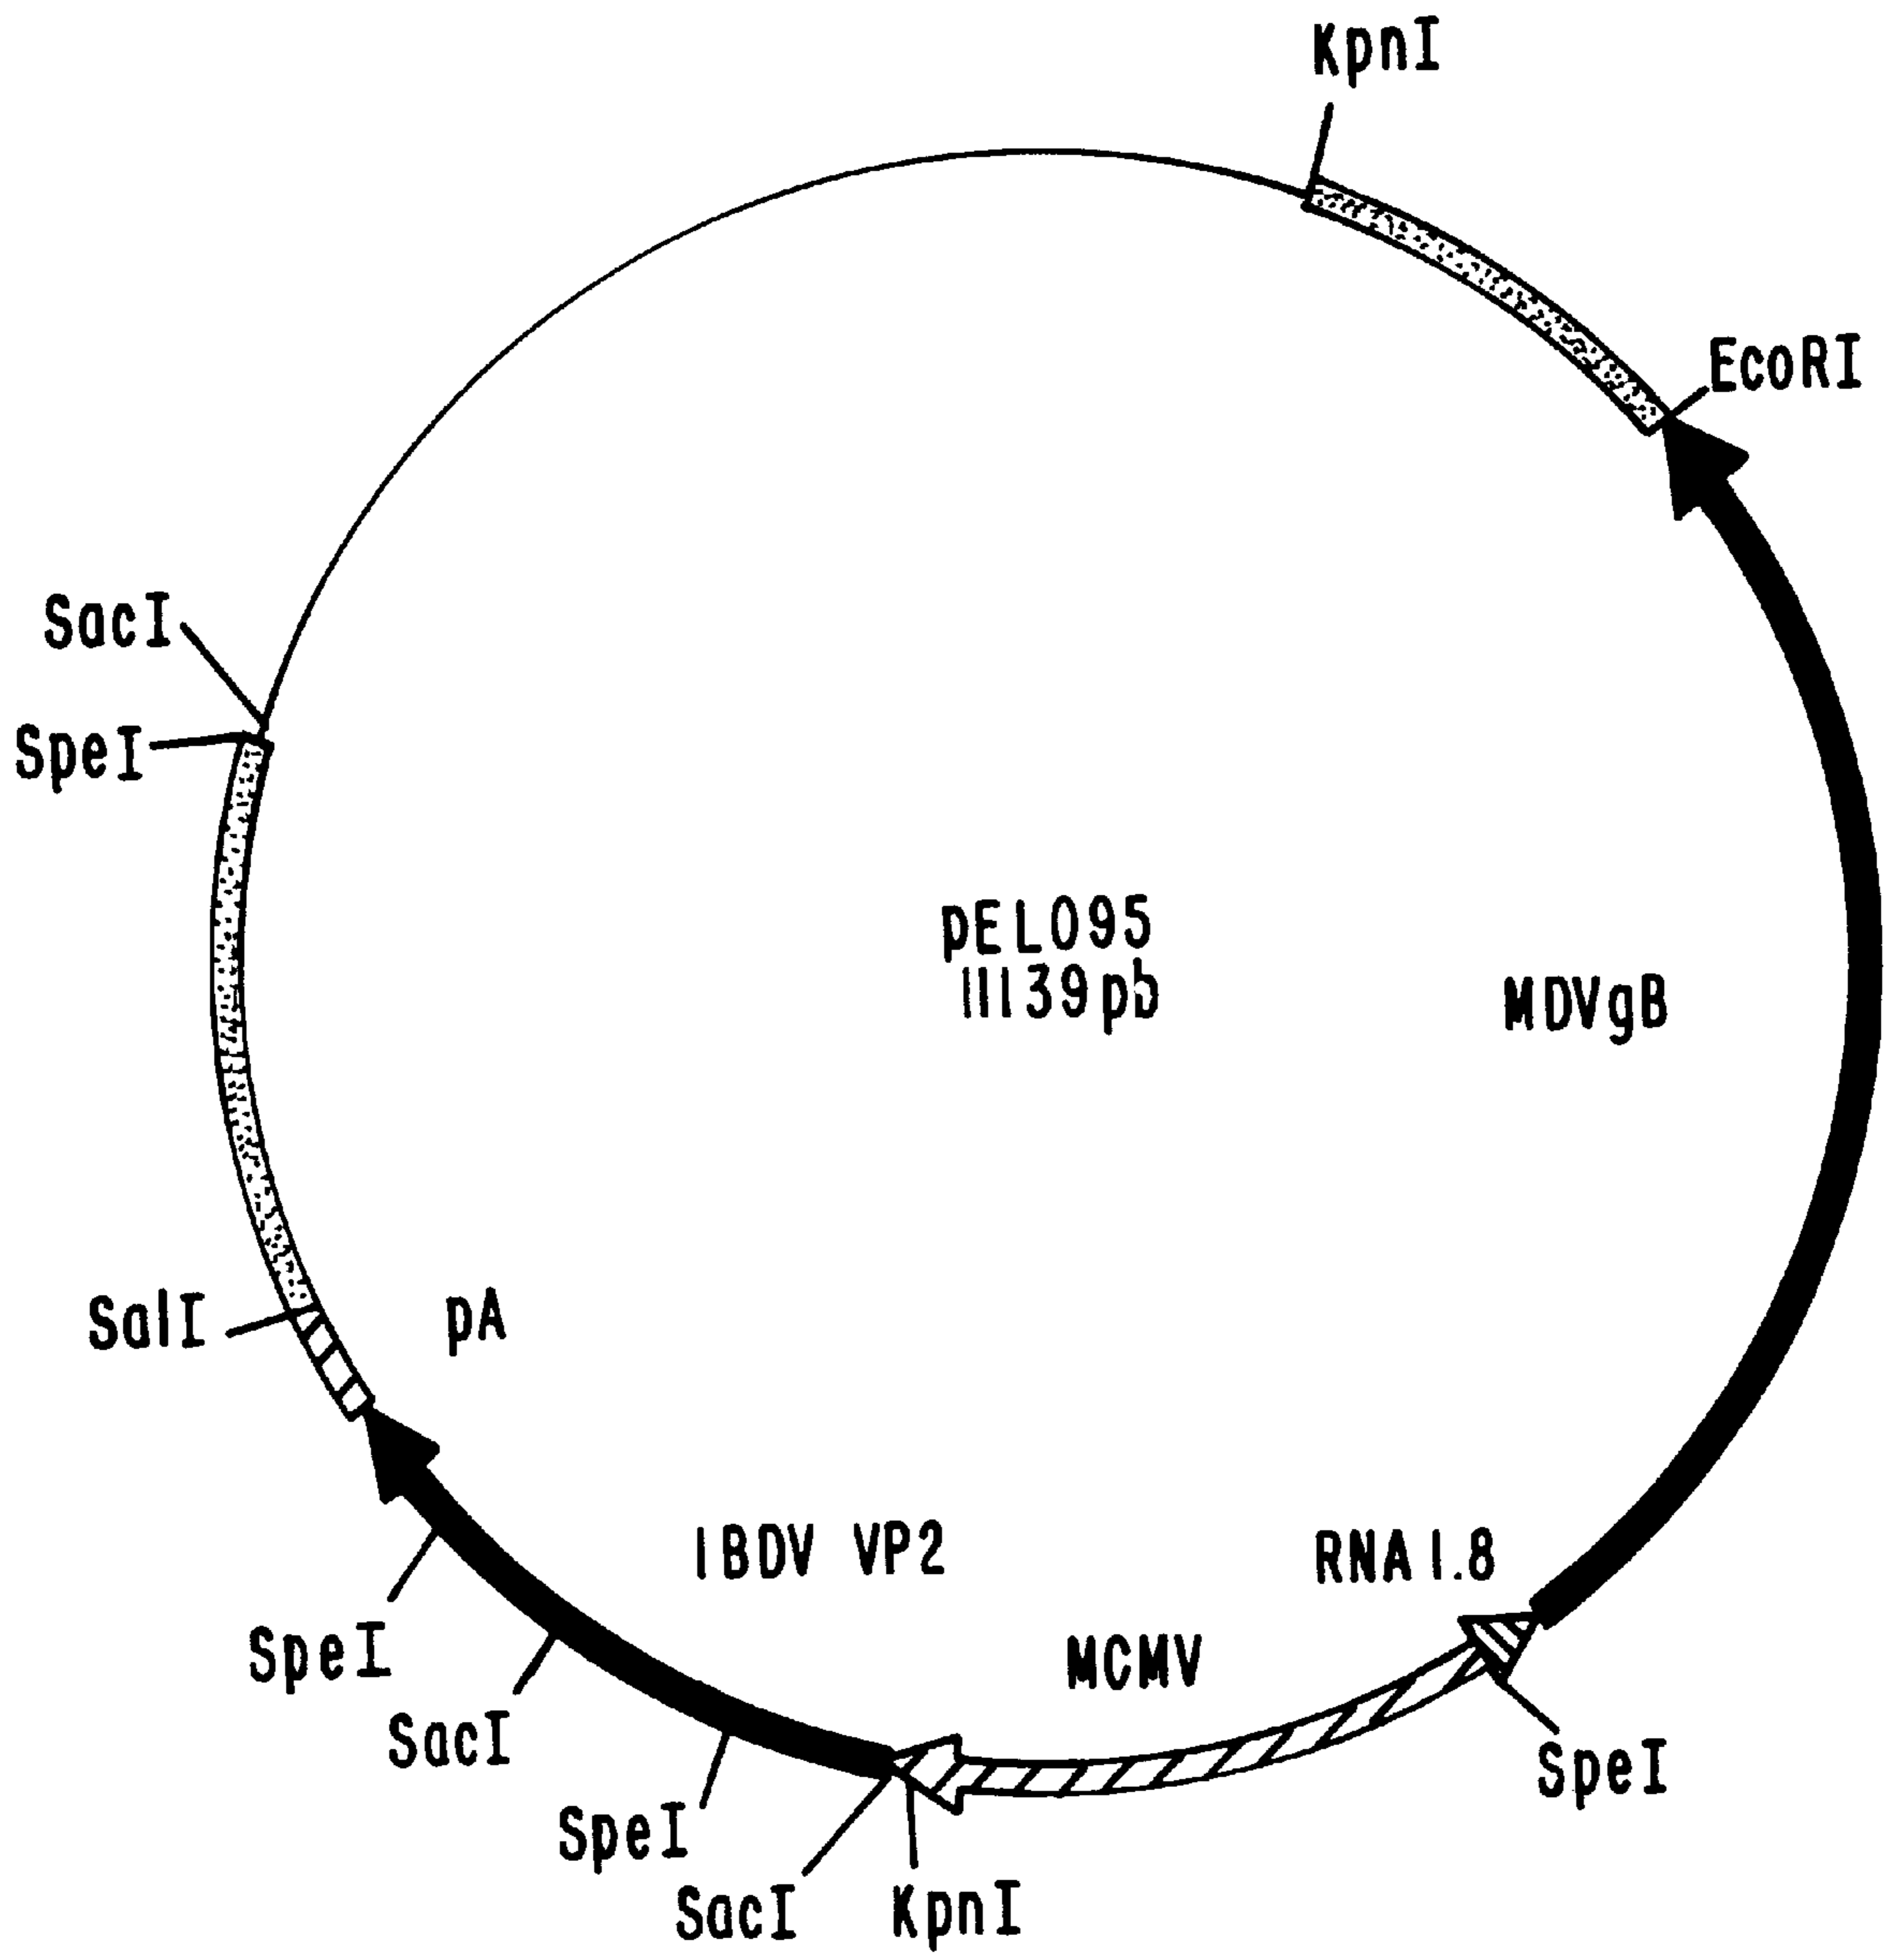 KpnI
EcoRI
SacI
SpeI
pEL095
11139pb
MDVgB
SalI
pA
IBDV VP2
RNA1.8
MCMV
SpeI
SacI
SpeI
SpeI
SacI
KpnI